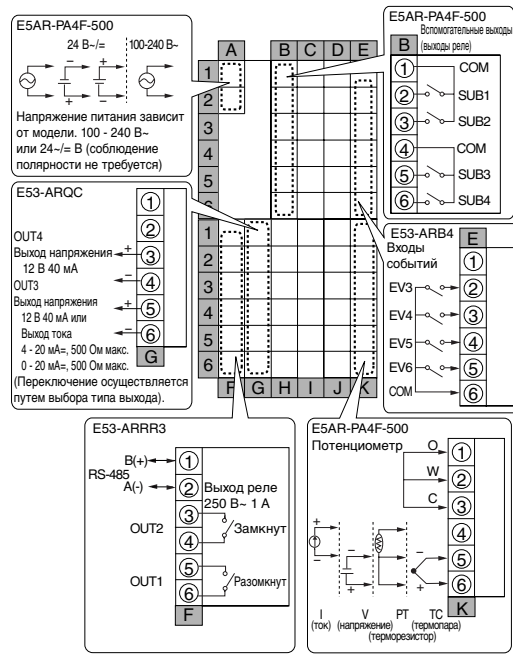 E5AR-PA4F-500
24 В~/=
100-240 В~
Напряжение питания зависит
от модели. 100 - 240 В~
или 24~/= В (соблюдение
полярности не требуется)
A B C D E
1
2
3
4
5
6
1
2
3
4
5
6
F G H I J K
E5AR-PA4F-500
Вспомогательные выходы
(выходы реле)
B
1 COM
2 SUB1
3 SUB2
4 COM
5 SUB3
6 SUB4
E53-ARQC
1
2
3
4
5
6
G
OUT4
Выход напряжения
12 В 40 мА
OUT3
Выход напряжения
12 В 40 мА или
Выход тока
4 - 20 мА=, 500 Ом макс.
0 - 20 мА=, 500 Ом макс.
(Переключение осуществляется
путем выбора типа выхода).
+
−
+
−
E53-ARB4
Входы
событий
E
1
EV3 2
EV4 3
EV5 4
EV6 5
COM 6
E53-ARRR3
B(+) 1
RS-485
A(-) 2
Выход реле
250 В~ 1 А
3
OUT2
4
Замкнут
5
OUT1
6
Разомкнут
F
E5AR-PA4F-500
Потенциометр
O 1
W 2
C 3
4
5
6
K
I V PT TC
(ток) (напряжение) (термопара)
(терморезистор)